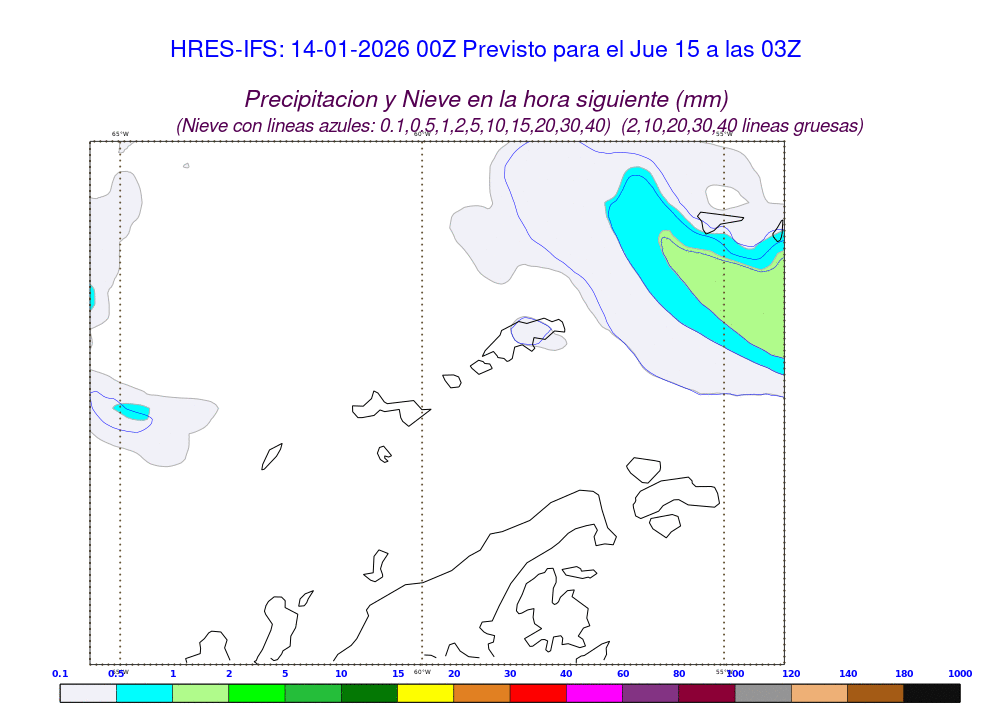 HRES-IFS: 14-01-2026 00Z Previsto para el Jue 15 a las 03Z
Precipitacion y Nieve en la hora siguiente (mm)
(Nieve con lineas azules: 0.1,0.5,1,2,5,10,15,20,30,40)  (2,10,20,30,40 lineas gruesas)
65°W 60°W 55°W
65°W 60°W 55°W
0.1 0.5 1 2 5 10 15 20 30 40 60 80 100 120 140 180 1000